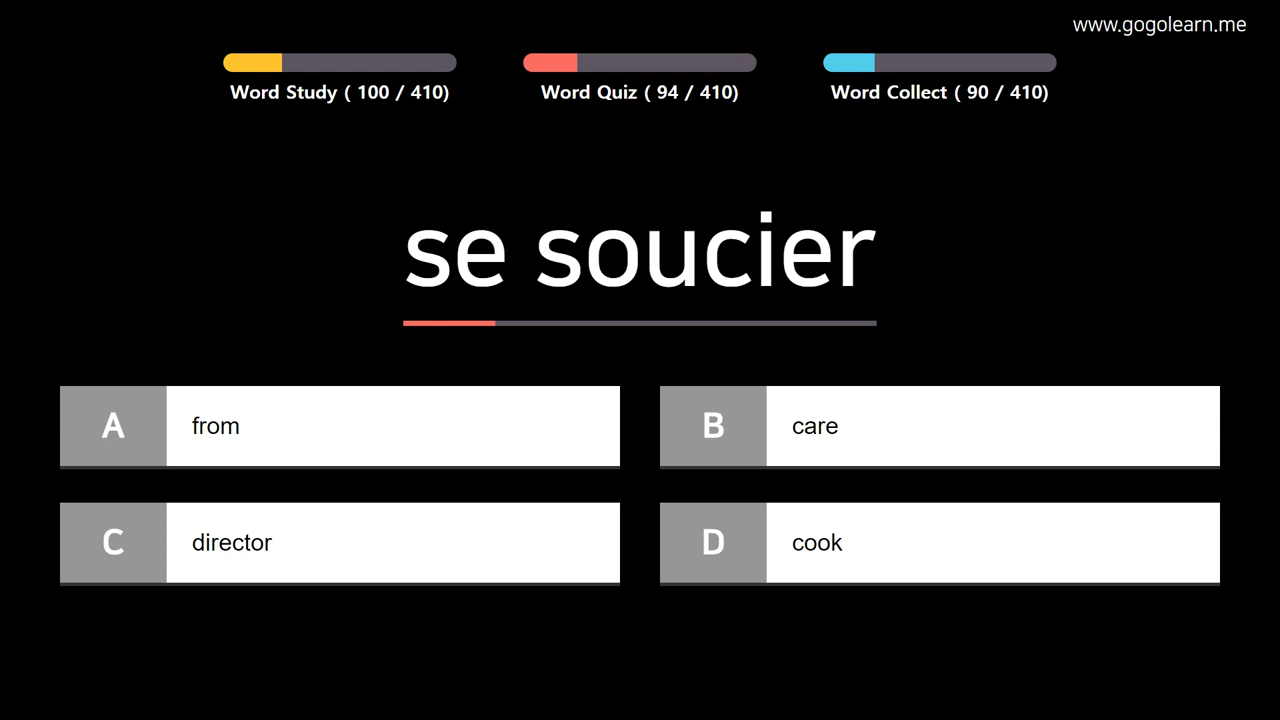 www.gogolearn.me
Word Study ( 100 / 410)
Word Quiz ( 94 / 410)
Word Collect ( 90 / 410)
se soucier
A from
B care
C director
D cook